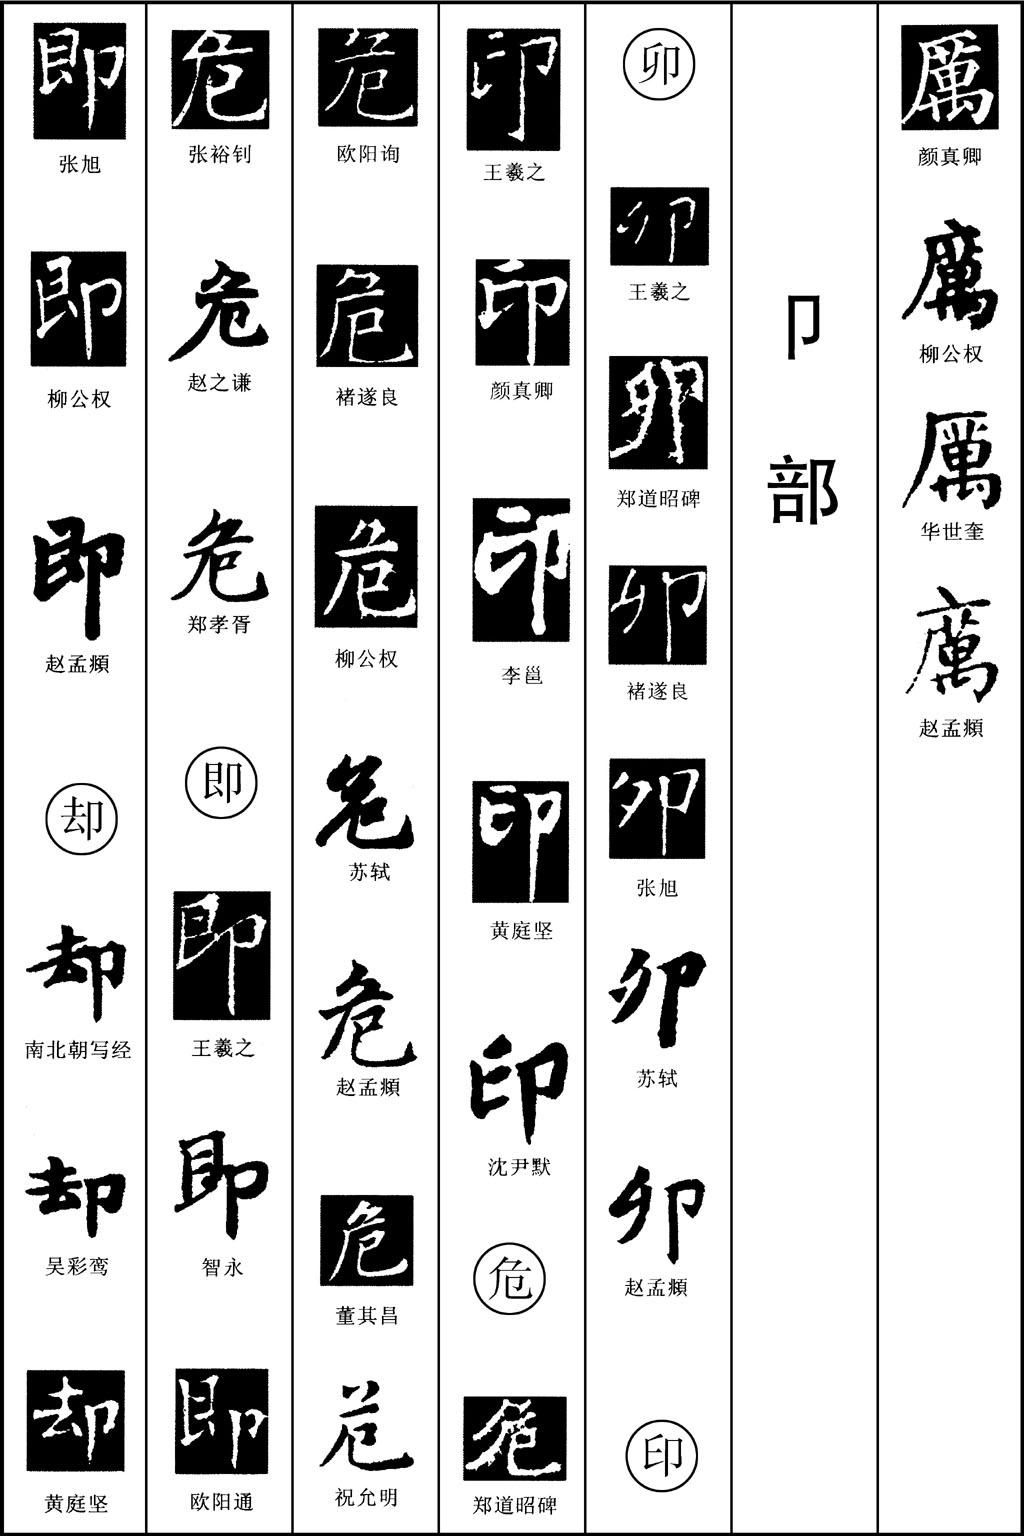 厲
颜真卿
厲
柳公权
厲
华世奎
厲
赵孟頫
卩
部
卯
卯
王羲之
卯
郑道昭碑
卯
褚遂良
卯
张旭
卯
苏轼
卯
赵孟頫
印
印
王羲之
印
颜真卿
印
李邕
印
黄庭坚
印
沈尹默
危
危
郑道昭碑
危
欧阳询
危
褚遂良
危
柳公权
危
苏轼
危
赵孟頫
危
董其昌
危
祝允明
危
张裕钊
危
赵之谦
危
郑孝胥
即
即
王羲之
即
智永
即
欧阳通
即
张旭
即
柳公权
即
赵孟頫
却
却
南北朝写经
却
吴彩鸾
却
黄庭坚